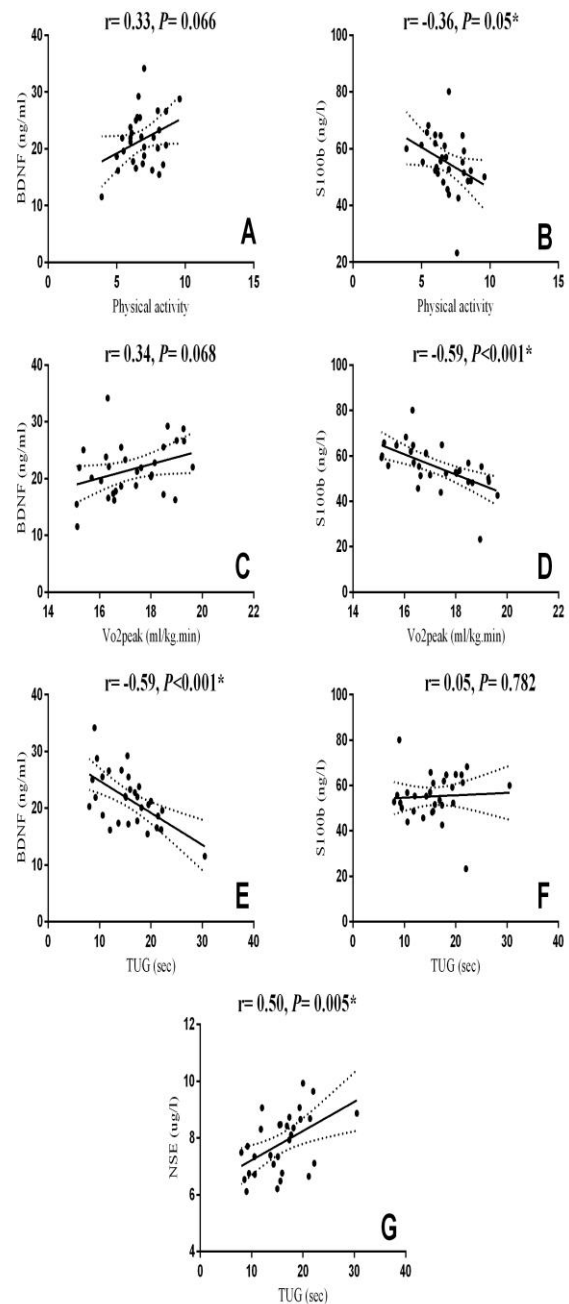 r= 0.33, P= 0.066
BDNF (ng/ml)
40
30
20
10
0
0 5 10 15
Physical activity
A
r= -0.36, P= 0.05*
S100b (ng/l)
100
80
60
40
20
0 5 10 15
Physical activity
B
r= 0.34, P= 0.068
BDNF (ng/ml)
40
30
20
10
0
14 16 18 20 22
Vo2peak (ml/kg.min)
C
r= -0.59, P<0.001*
S100b (ng/l)
100
80
60
40
20
0
14 16 18 20 22
Vo2peak (ml/kg.min)
D
r= -0.59, P<0.001*
BDNF (ng/ml)
40
30
20
10
0
0 10 20 30 40
TUG (sec)
E
r= 0.05, P= 0.782
S100b (ng/l)
100
80
60
40
20
0
0 10 20 30 40
TUG (sec)
F
r= 0.50, P= 0.005*
NSE (ug/l)
12
10
8
6
4
0 10 20 30 40
TUG (sec)
G